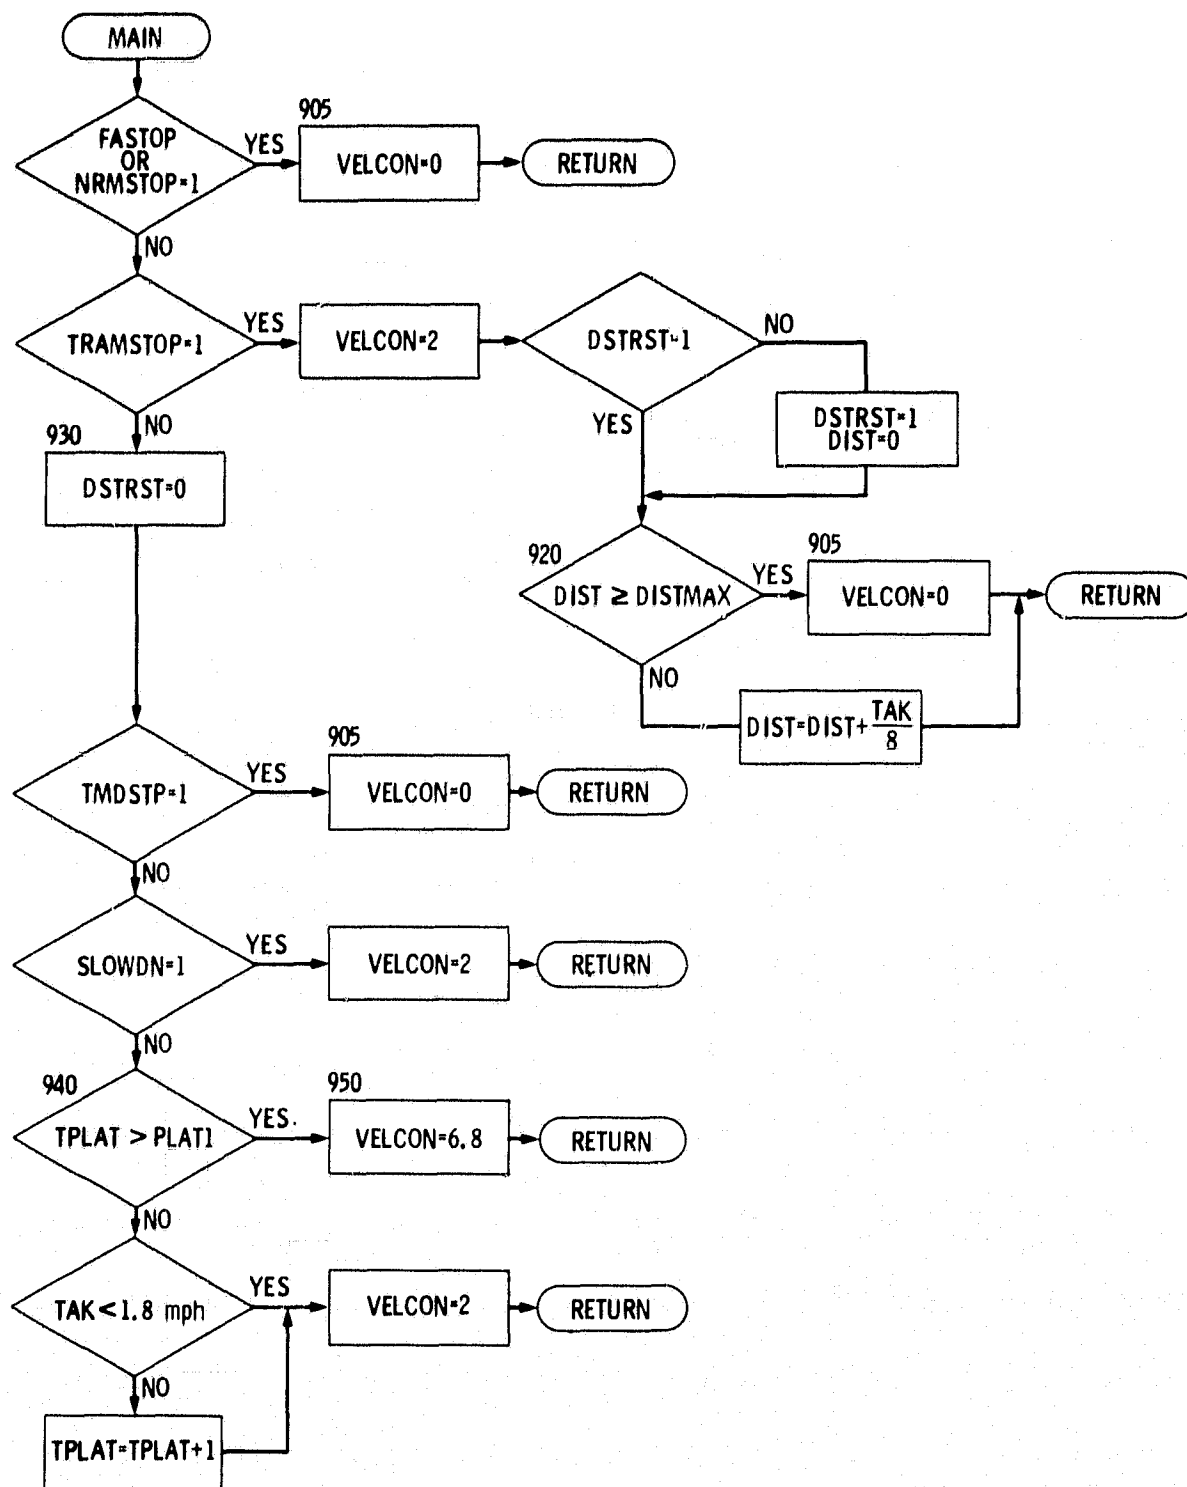 MAIN
FASTOP
OR
NRMSTOP=1
YES
905
VELCON=0
RETURN
NO
TRAMSTOP=1
YES
VELCON=2
DSTRST=1
NO
DSTRST=1
DIST=0
YES
NO
930
DSTRST=0
920
DIST ≥ DISTMAX
YES
905
VELCON=0
RETURN
NO
DIST=DIST+TAK
8
TMDSTP=1
YES
905
VELCON=0
RETURN
NO
SLOWDN=1
YES
VELCON=2
RETURN
NO
940
TPLAT > PLAT1
YES
950
VELCON=6.8
RETURN
NO
TAK<1.8 mph
YES
VELCON=2
RETURN
NO
TPLAT=TPLAT+1